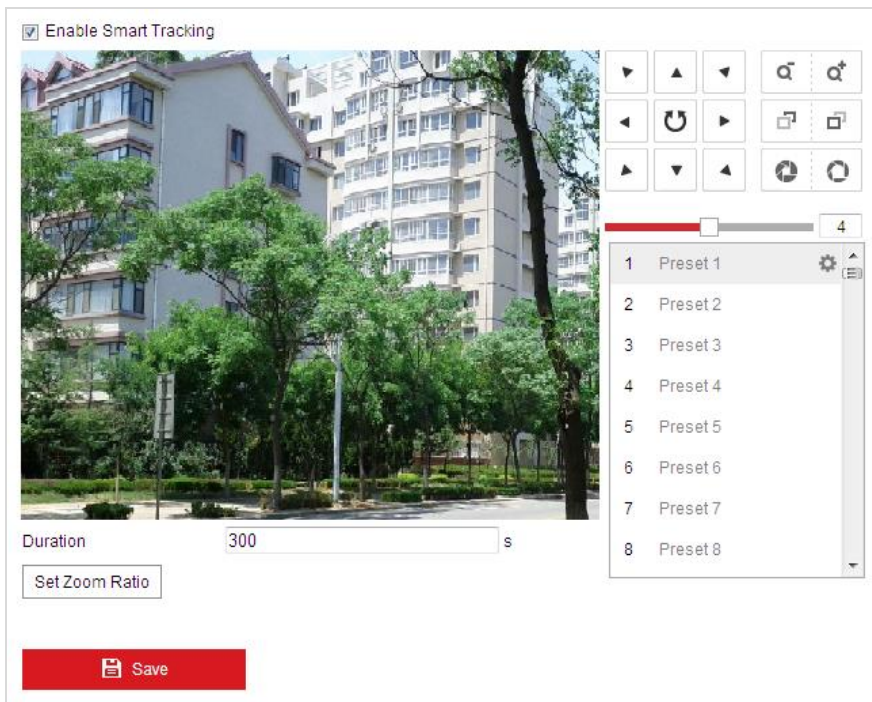 Enable Smart Tracking
4
1 Preset 1
2 Preset 2
3 Preset 3
4 Preset 4
5 Preset 5
6 Preset 6
7 Preset 7
8 Preset 8
Duration 300 s
Set Zoom Ratio
Save